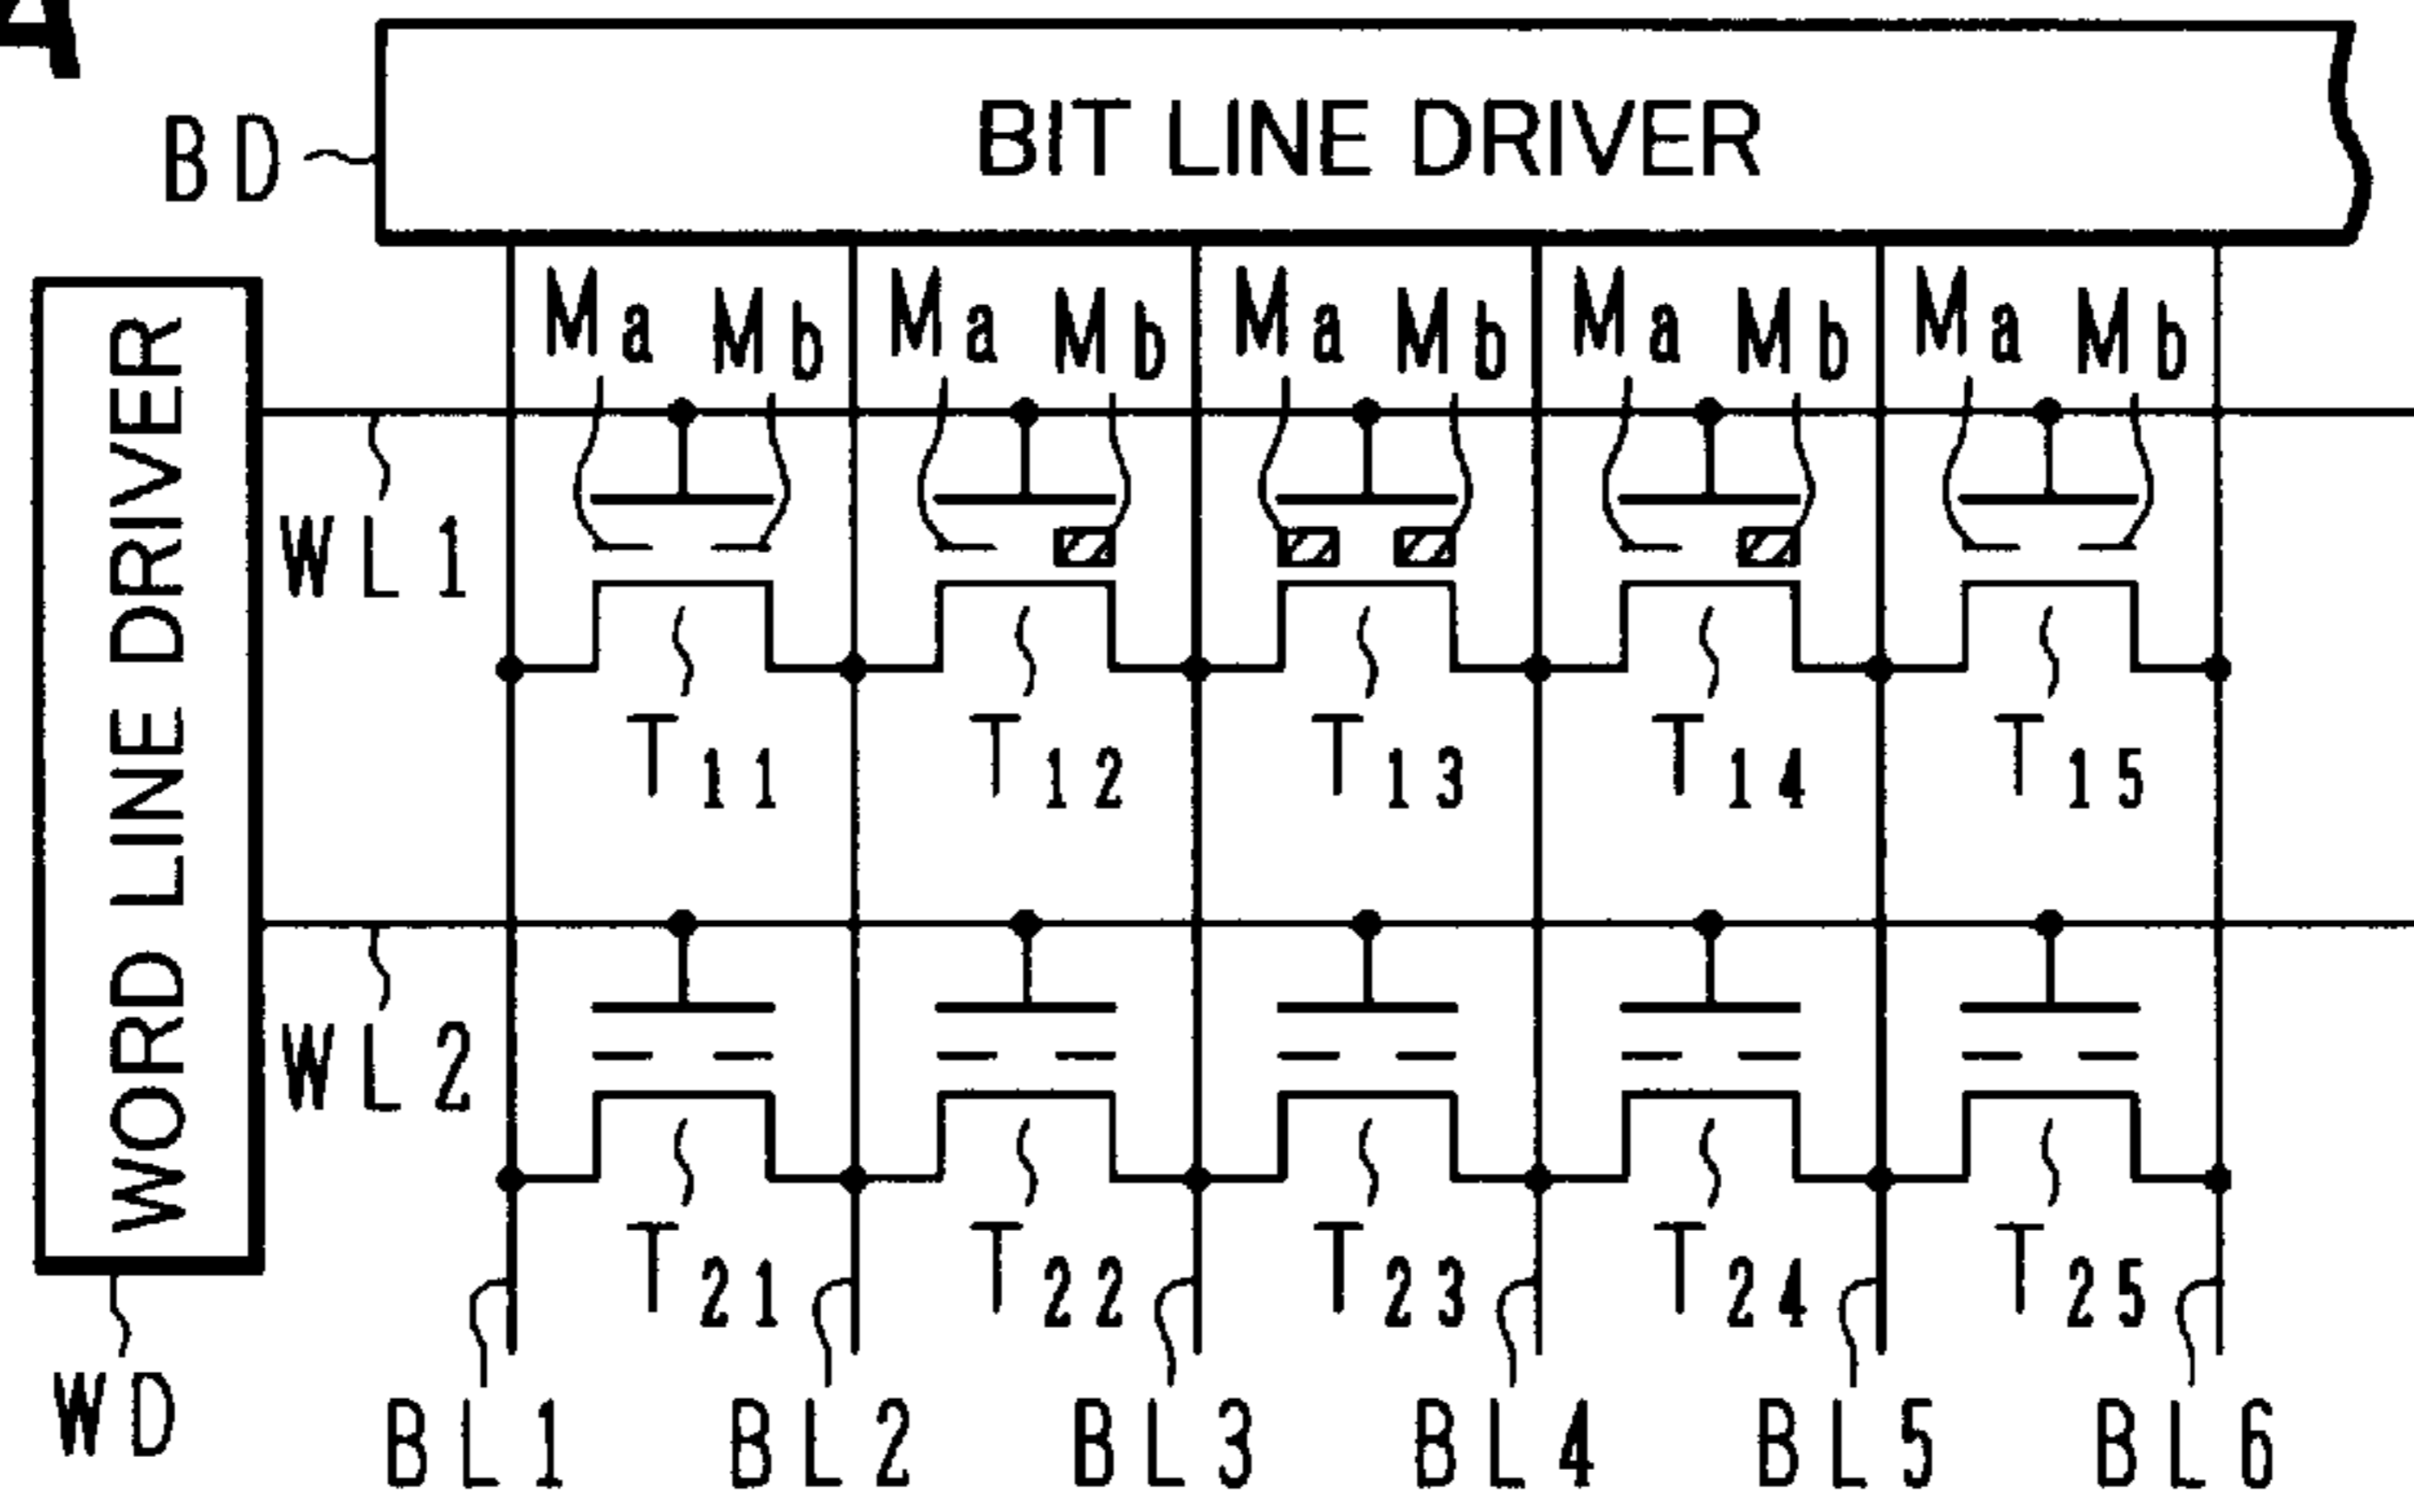 A
BD
BIT LINE DRIVER
WORD LINE DRIVER
Ma Mb Ma Mb Ma Mb Ma Mb Ma Mb
WL1
T11 T12 T13 T14 T15
WL2
T21 T22 T23 T24 T25
WD
BL1 BL2 BL3 BL4 BL5 BL6